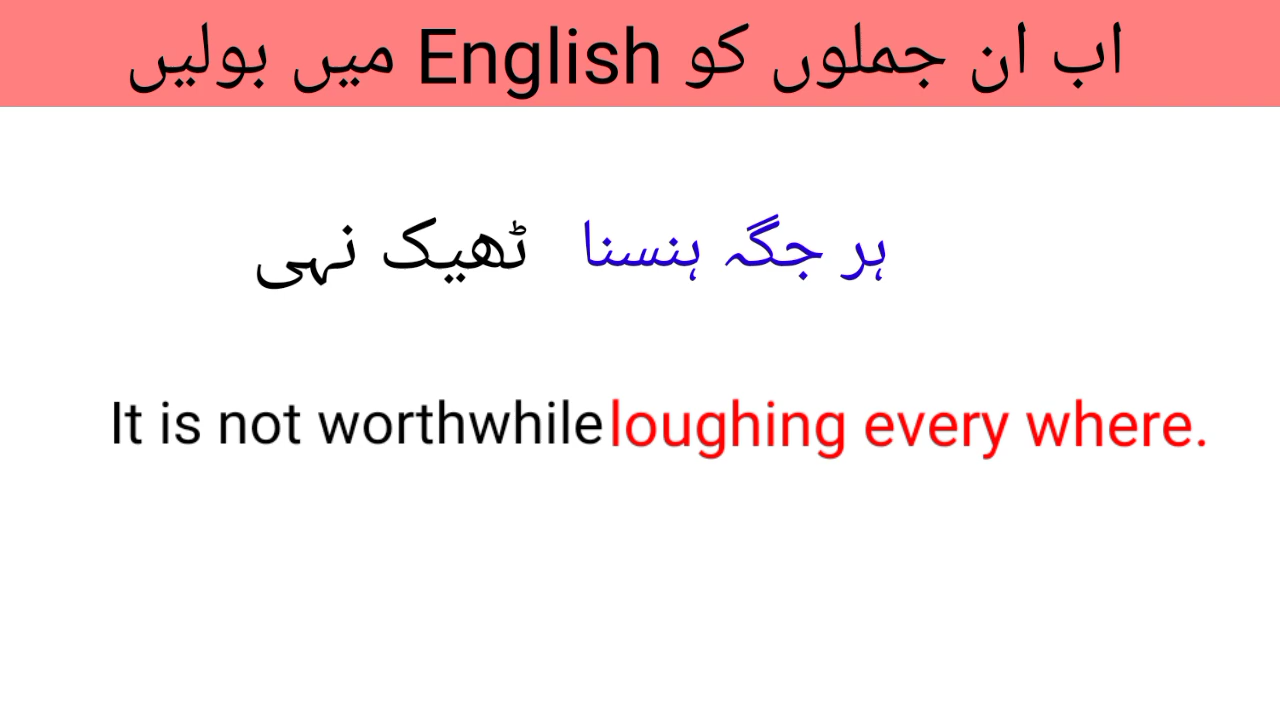 اب ان جملوں کو English میں بولیں
ہر جگہ ہنسنا ٹھیک نہی
It is not worthwhile loughing every where.